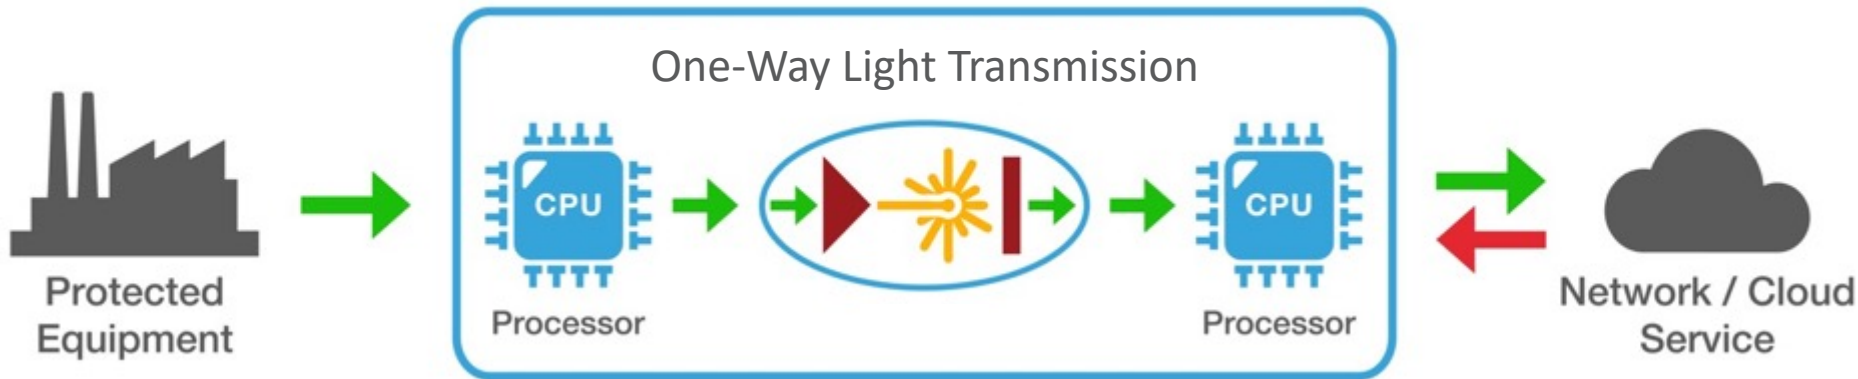 One-Way Light Transmission
CPU
CPU
Protected
Equipment
Processor
Processor
Network / Cloud
Service